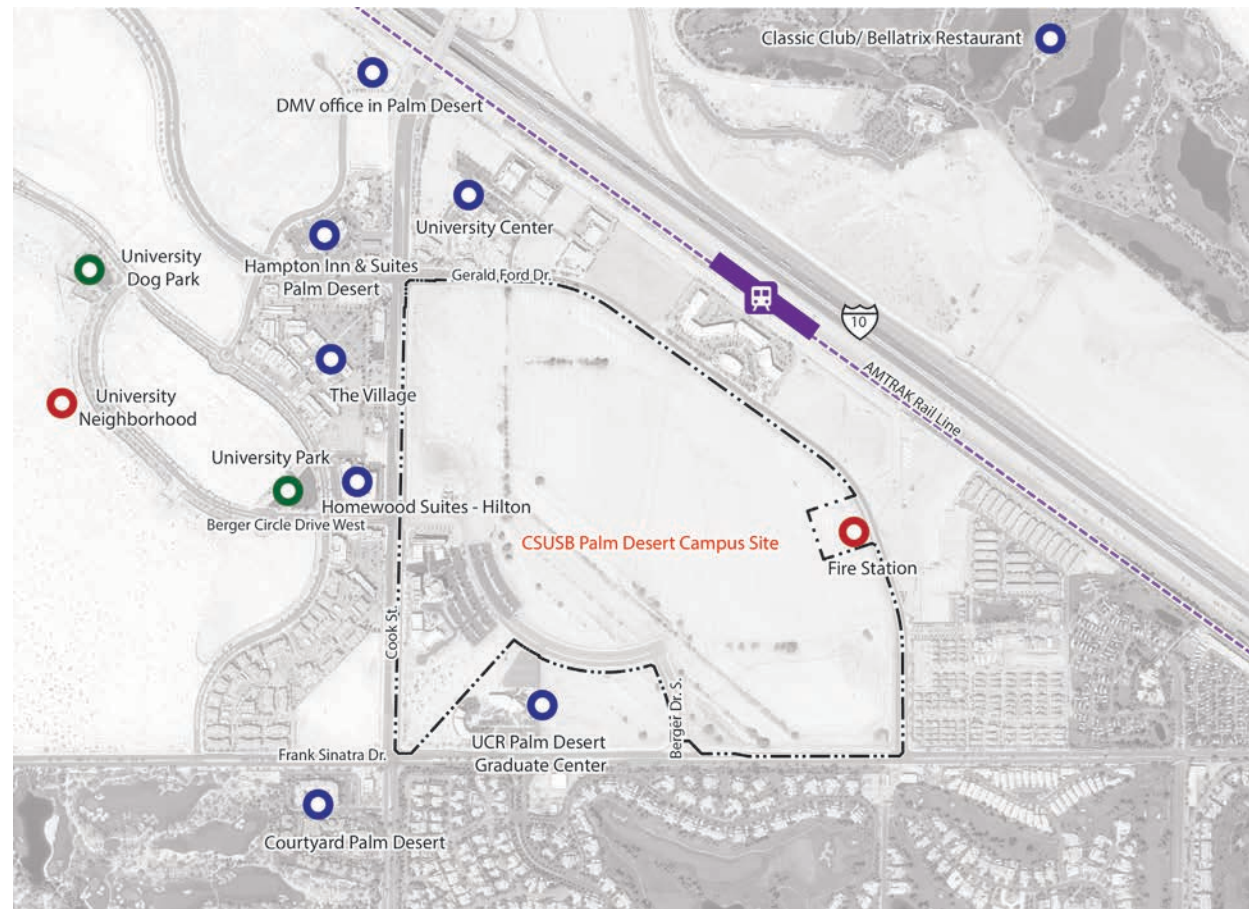 Classic Club/ Bellatrix Restaurant
DMV office in Palm Desert
University Center
Hampton Inn & Suites
Palm Desert
University
Dog Park
Gerald Ford Dr.
10
The Village
AMTRAK Rail Line
University
Neighborhood
University Park
Homewood Suites - Hilton
Berger Circle Drive West
CSUSB Palm Desert Campus Site
Fire Station
Cook St.
Berger Dr. S.
UCR Palm Desert
Graduate Center
Frank Sinatra Dr.
Courtyard Palm Desert